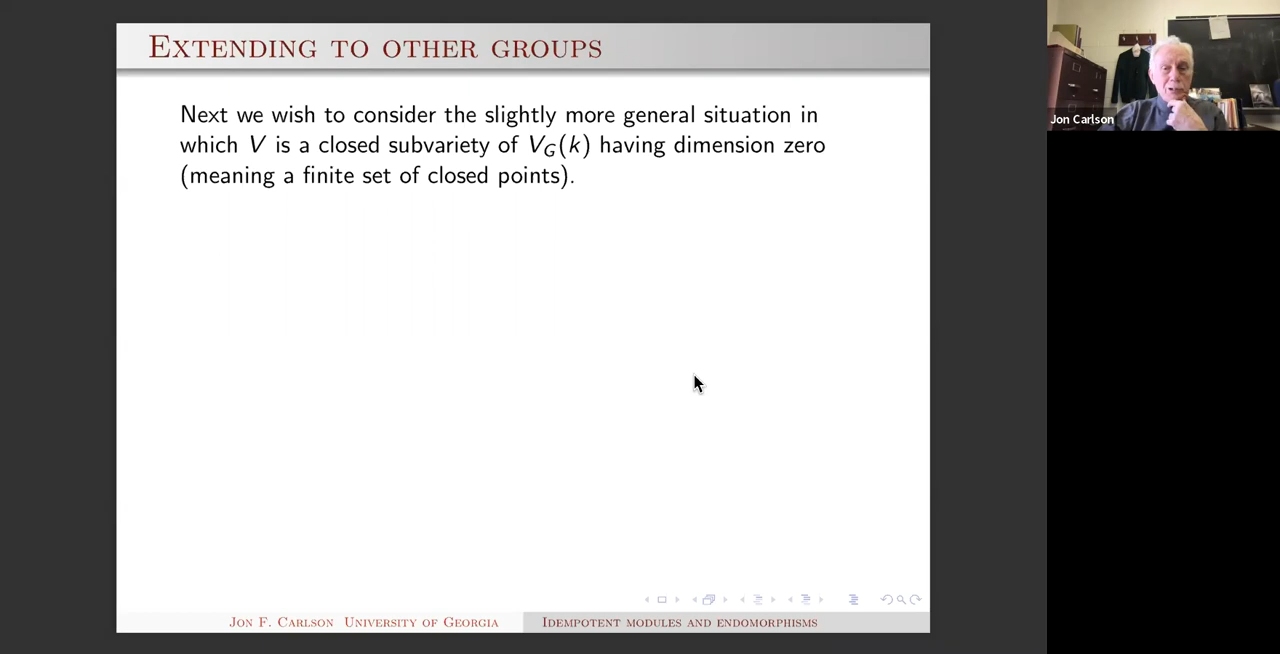 EXTENDING TO OTHER GROUPS
Next we wish to consider the slightly more general situation in
which V is a closed subvariety of V_G(k) having dimension zero
(meaning a finite set of closed points).
Jon Carlson
JON F. CARLSON UNIVERSITY OF GEORGIA
IDEMPOTENT MODULES AND ENDOMORPHISMS